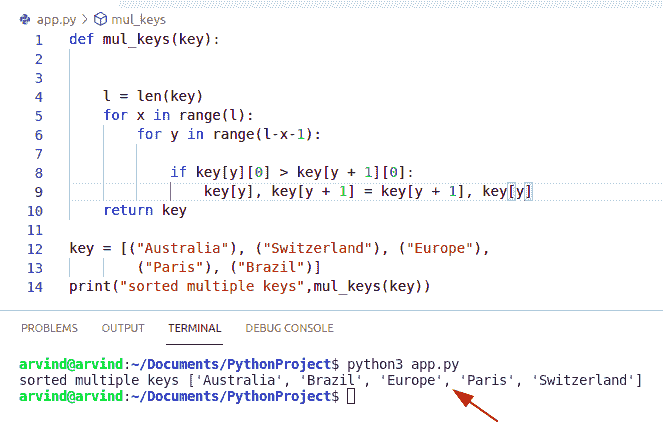 app.py > mul_keys
1 def mul_keys(key):
2
3
4 l = len(key)
5 for x in range(l):
6 for y in range(l-x-1):
7
8 if key[y][0] > key[y + 1][0]:
9 key[y], key[y + 1] = key[y + 1], key[y]
10 return key
11
12 key = [("Australia"), ("Switzerland"), ("Europe"),
13 ("Paris"), ("Brazil")]
14 print("sorted multiple keys",mul_keys(key))
PROBLEMS OUTPUT TERMINAL DEBUG CONSOLE
arvind@arvind:~/Documents/PythonProject$ python3 app.py
sorted multiple keys ['Australia', 'Brazil', 'Europe', 'Paris', 'Switzerland']
arvind@arvind:~/Documents/PythonProject$